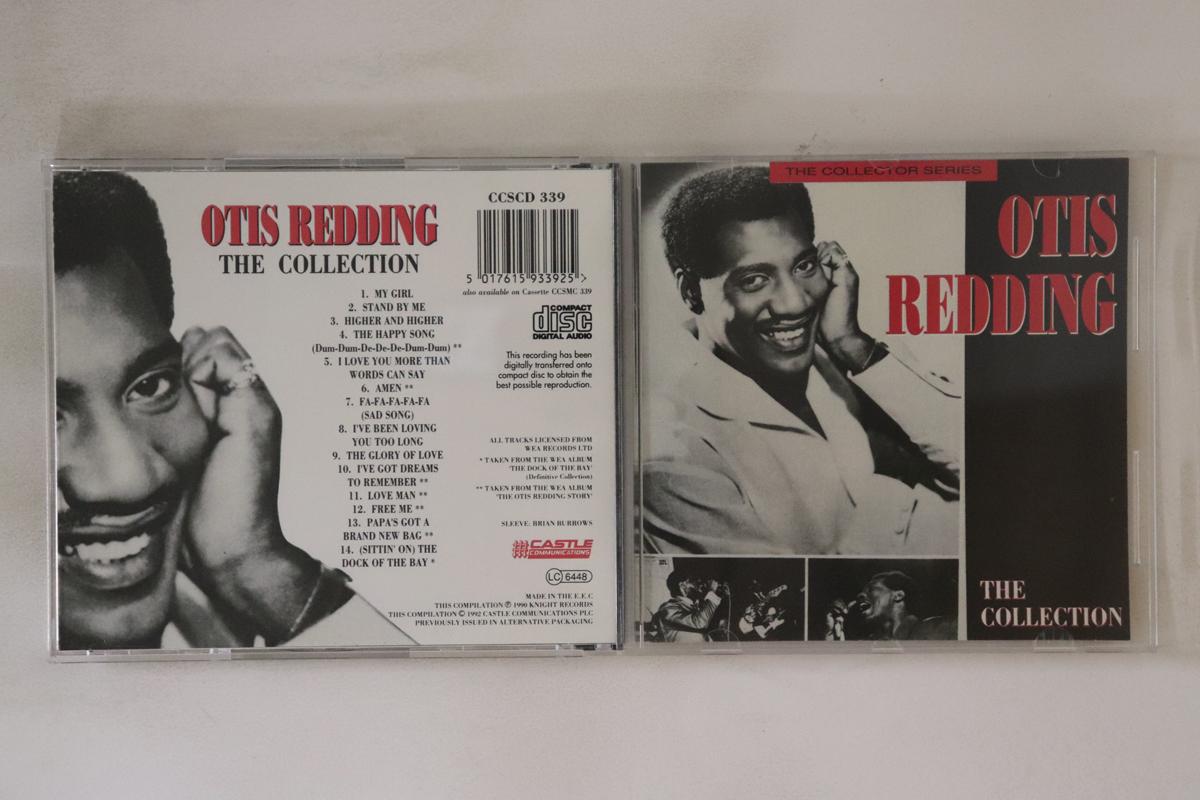 OTIS REDDING
THE COLLECTION
1. MY GIRL
2. STAND BY ME
3. HIGHER AND HIGHER
4. THE HAPPY SONG
(Dum-Dum-De-De-De-Dum-Dum) **
5. I LOVE YOU MORE THAN
WORDS CAN SAY
6. AMEN **
7. FA-FA-FA-FA-FA
(SAD SONG)
8. I'VE BEEN LOVING
YOU TOO LONG
9. THE GLORY OF LOVE
10. I'VE GOT DREAMS
TO REMEMBER **
11. LOVE MAN **
12. FREE ME **
13. PAPA'S GOT A
BRAND NEW BAG **
14. (SITTIN' ON) THE
DOCK OF THE BAY *
CCSCD 339
5 017615 933925 >
also available on Cassette CCSMC 339
COMPACT
disc
DIGITAL AUDIO
This recording has been
digitally transferred onto
compact disc to obtain the
best possible reproduction.
ALL TRACKS LICENSED FROM
WEA RECORDS LTD
* TAKEN FROM THE WEA ALBUM
'THE DOCK OF THE BAY'
(Definitive Collection)
** TAKEN FROM THE WEA ALBUM
'THE OTIS REDDING STORY'
SLEEVE: BRIAN BURROWS
CASTLE
COMMUNICATIONS
LC 6448
MADE IN THE E.E.C
THIS COMPILATION ℗ 1990 KNIGHT RECORDS
THIS COMPILATION © 1992 CASTLE COMMUNICATIONS PLC
PREVIOUSLY ISSUED IN ALTERNATIVE PACKAGING
THE COLLECTOR SERIES
OTIS
REDDING
THE
COLLECTION